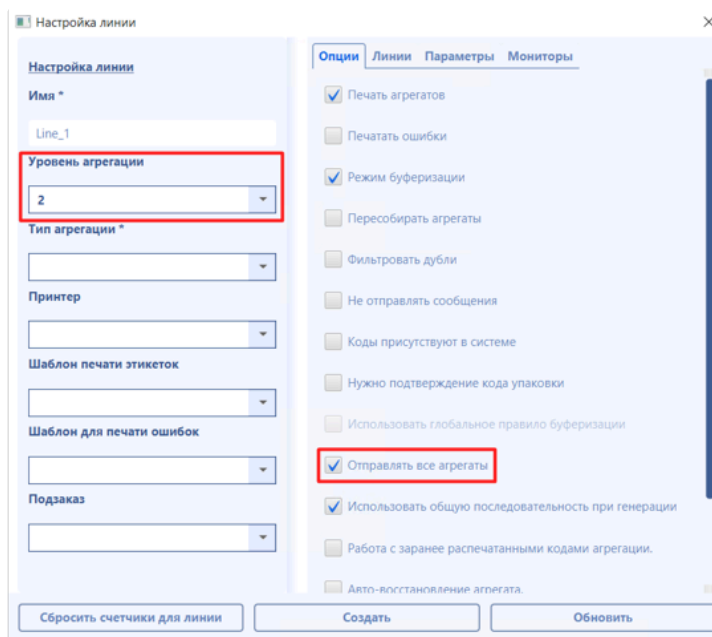 Настройка линии
Настройка линии
Имя *
Line_1
Уровень агрегации
2
Тип агрегации *
Принтер
Шаблон печати этикеток
Шаблон для печати ошибок
Подзаказ
Опции Линии Параметры Мониторы
Печать агрегатов
Печатать ошибки
Режим буферизации
Пересобирать агрегаты
Фильтровать дубли
Не отправлять сообщения
Коды присутствуют в системе
Нужно подтверждение кода упаковки
Использовать глобальное правило буферизации
Отправлять все агрегаты
Использовать общую последовательность при генерации
Работа с заранее распечатанными кодами агрегации.
Авто-восстановление агрегата.
Сбросить счетчики для линии Создать Обновить